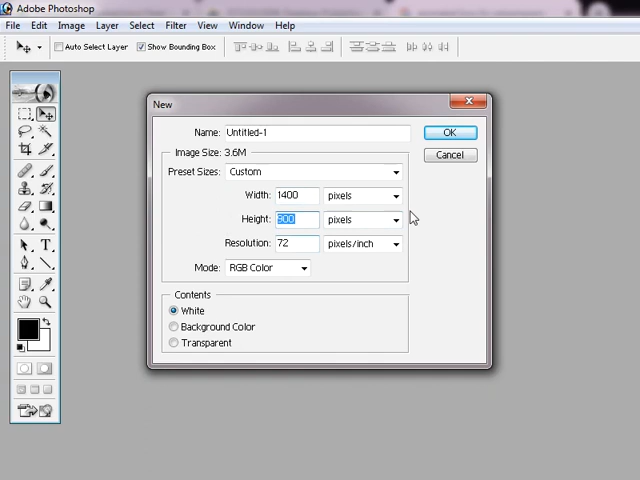 Adobe Photoshop
File Edit Image Layer Select Filter View Window Help
Auto Select Layer Show Bounding Box
New
Name: Untitled-1
OK
Image Size: 3.6M
Cancel
Preset Sizes: Custom
Width: 1400 pixels
Height: 900 pixels
Resolution: 72 pixels/inch
Mode: RGB Color
Contents
White
Background Color
Transparent